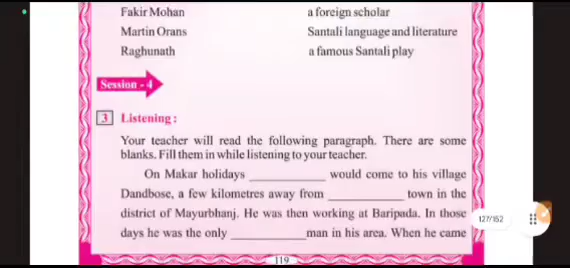 Fakir Mohan a foreign scholar
Martin Orans Santali language and literature
Raghunath a famous Santali play
Session - 4
3 Listening :
Your teacher will read the following paragraph. There are some
blanks. Fill them in while listening to your teacher.
On Makar holidays ____________ would come to his village
Dandbose, a few kilometres away from ____________ town in the
district of Mayurbhanj. He was then working at Baripada. In those
127/152
days he was the only ____________man in his area. When he came
119